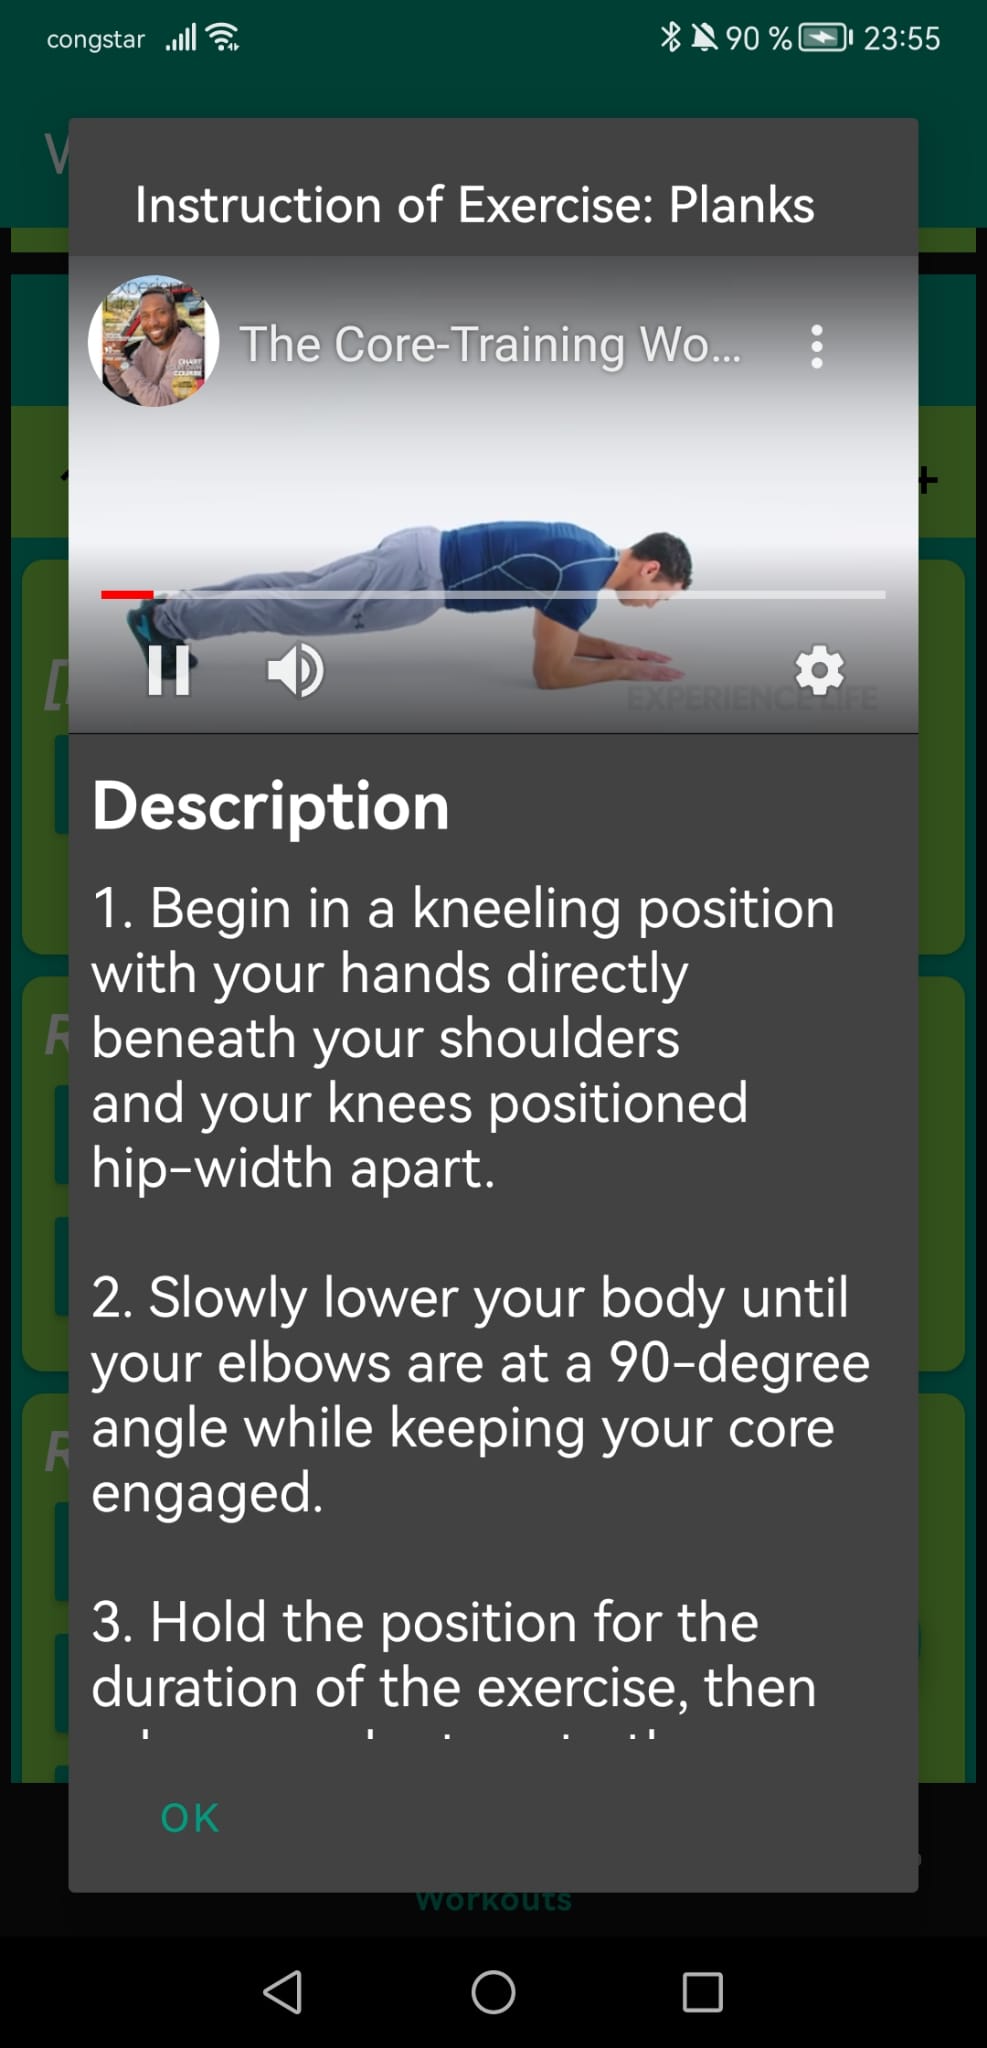 congstar
90 % 23:55
Instruction of Exercise: Planks
The Core-Training Wo...
EXPERIENCE LIFE
Description
1. Begin in a kneeling position
with your hands directly
beneath your shoulders
and your knees positioned
hip-width apart.
2. Slowly lower your body until
your elbows are at a 90-degree
angle while keeping your core
engaged.
3. Hold the position for the
duration of the exercise, then
OK
Workouts